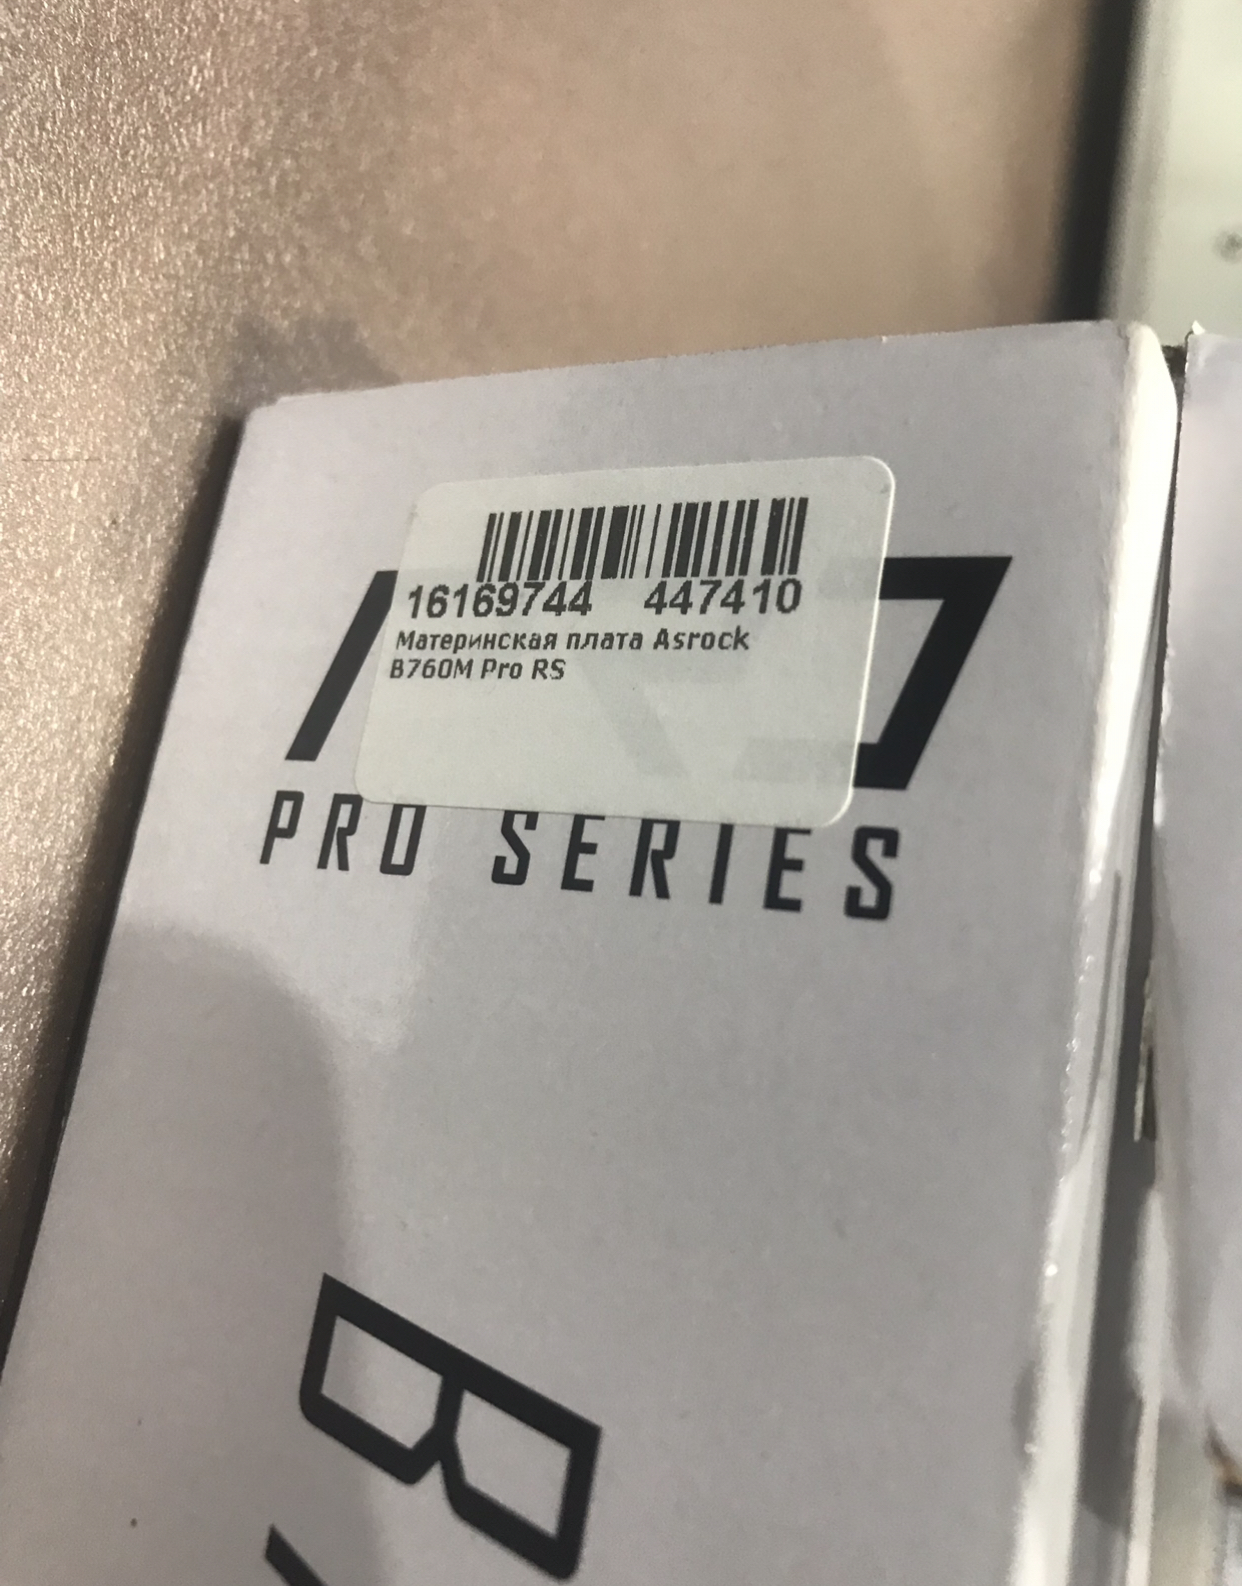 16169744 447410
Материнская плата Asrock
B760M Pro RS
PRO SERIES
B